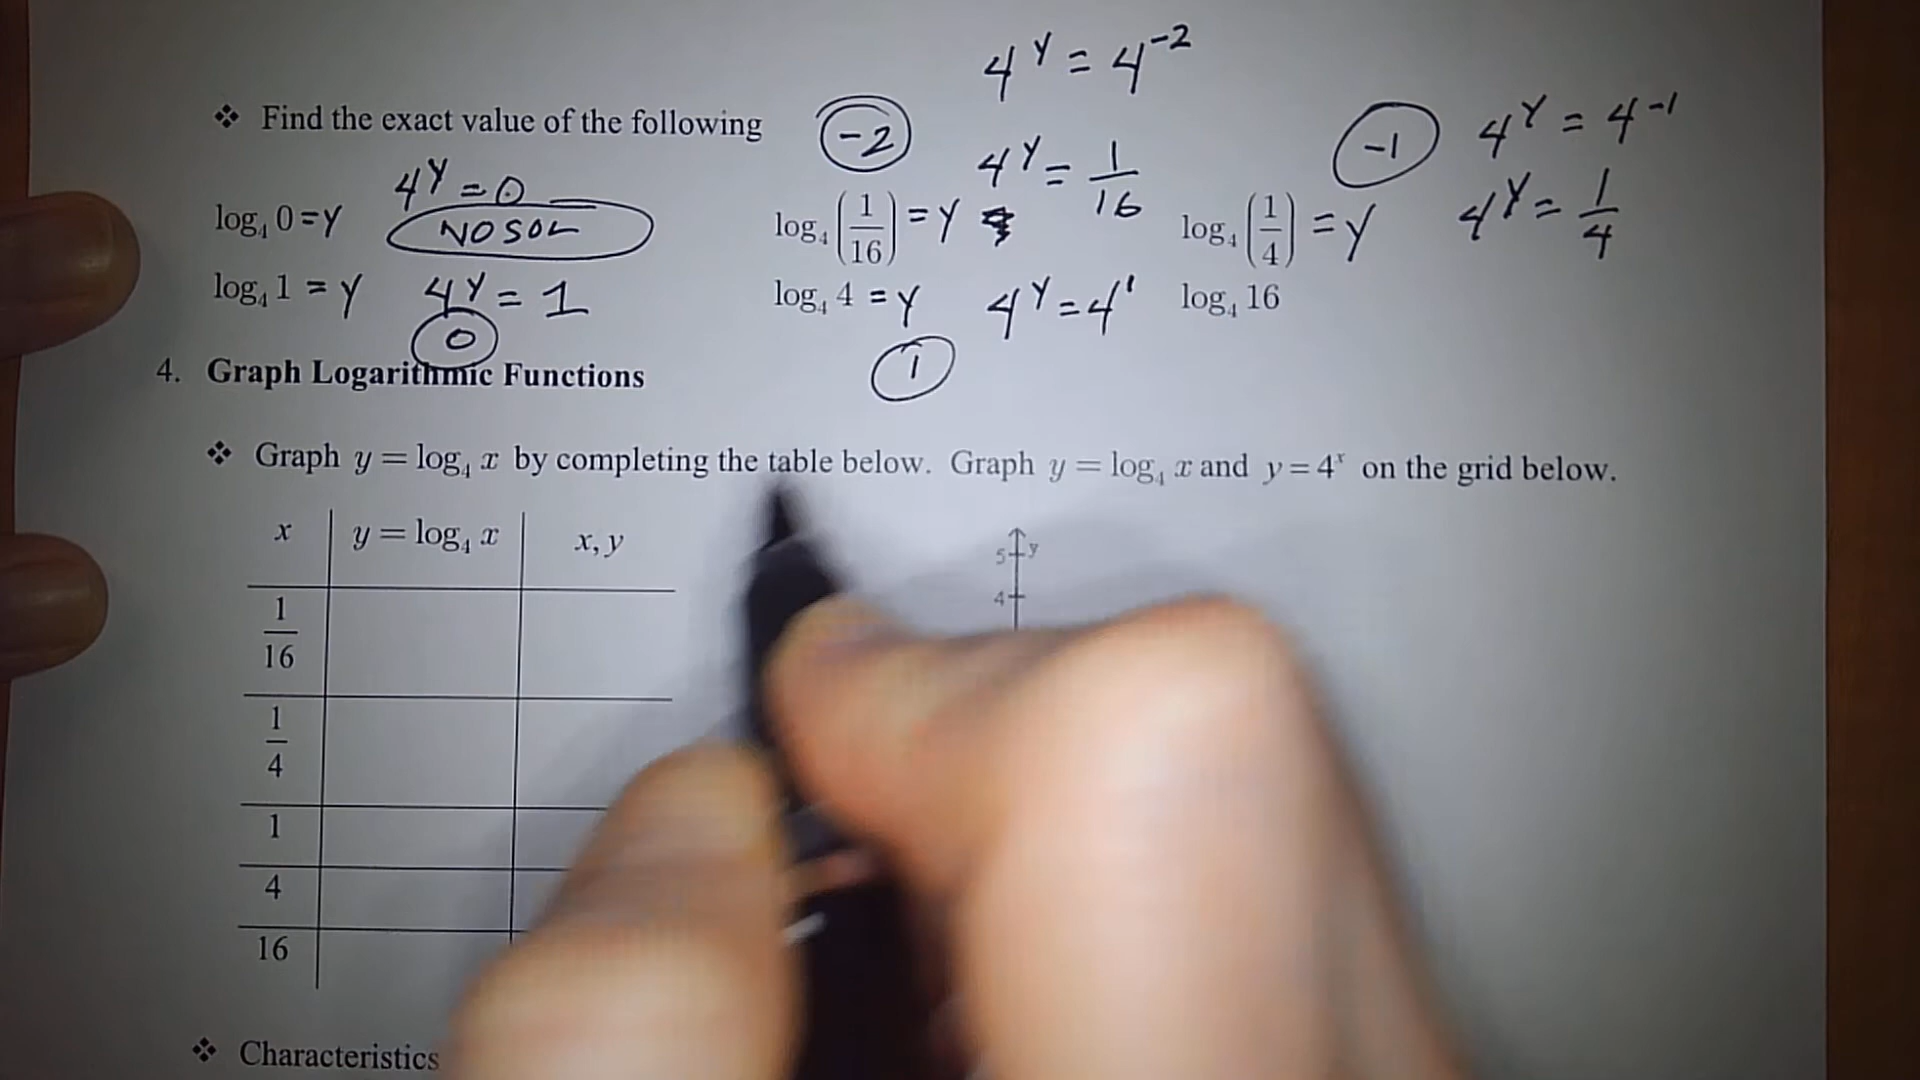 4^y = 4^-2
❖ Find the exact value of the following
-2
-1
4^y = 4^-1
4^y = 0
4^y = 1/16
4^y = 1/4
log₄ 0 = y
NO SOL
log₄ (1/16) = y
log₄ (1/4) = y
log₄ 1 = y
4^y = 1
log₄ 4 = y
4^y = 4^1
log₄ 16
0
1
4. Graph Logarithmic Functions
❖ Graph y = log₄ x by completing the table below. Graph y = log₄ x and y = 4^x on the grid below.
x y = log₄ x x, y
5 y
4
1/16
1/4
1
4
16
❖ Characteristics